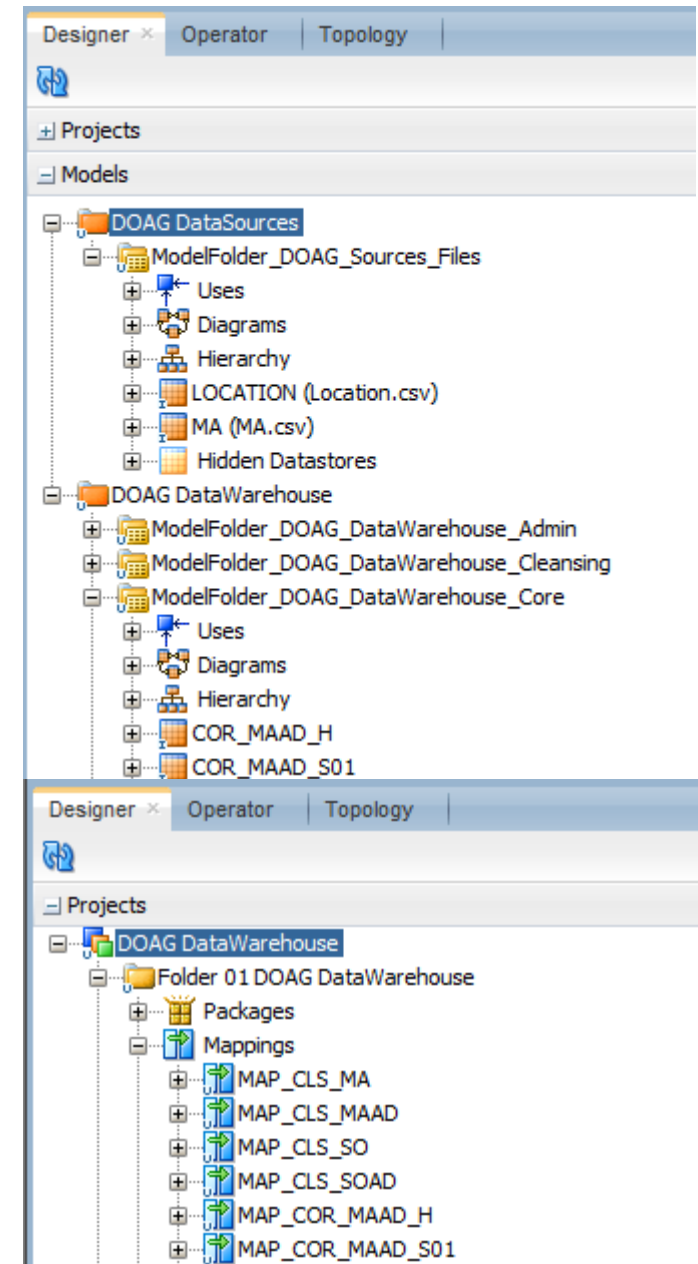 Designer Operator Topology
Projects
Models
DOAG DataSources
ModelFolder_DOAG_Sources_Files
Uses
Diagrams
Hierarchy
LOCATION (Location.csv)
MA (MA.csv)
Hidden Datastores
DOAG DataWarehouse
ModelFolder_DOAG_DataWarehouse_Admin
ModelFolder_DOAG_DataWarehouse_Cleansing
ModelFolder_DOAG_DataWarehouse_Core
Uses
Diagrams
Hierarchy
COR_MAAD_H
COR_MAAD_S01
Designer Operator Topology
Projects
DOAG DataWarehouse
Folder 01 DOAG DataWarehouse
Packages
Mappings
MAP_CLS_MA
MAP_CLS_MAAD
MAP_CLS_SO
MAP_CLS_SOAD
MAP_COR_MAAD_H
MAP_COR_MAAD_S01